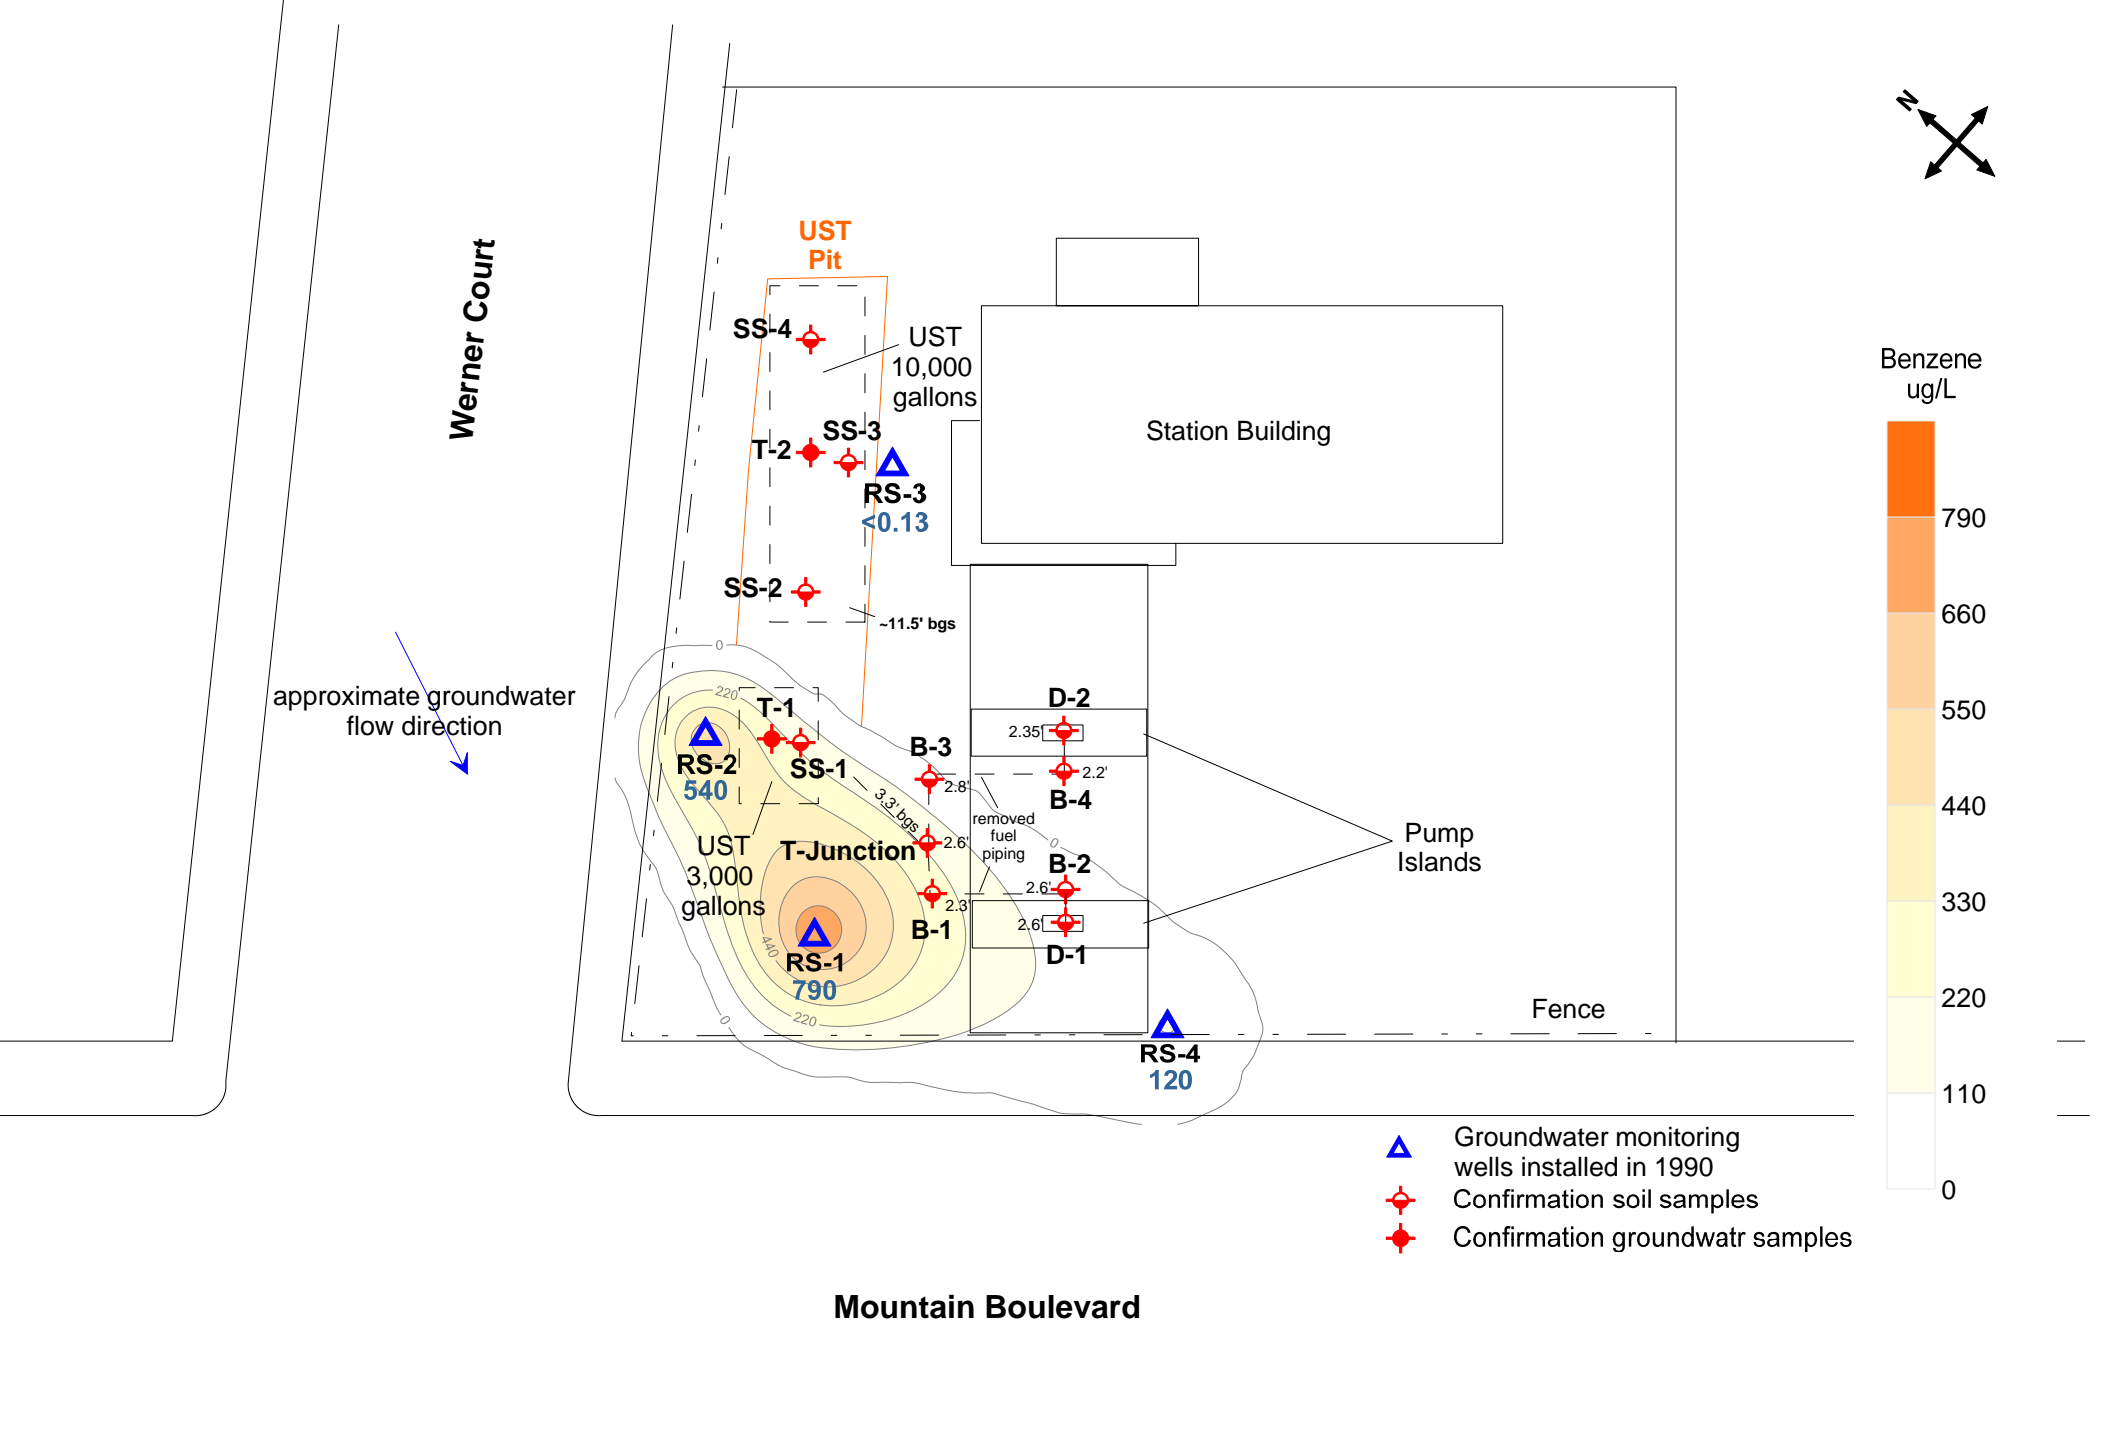 N
UST
Pit
Werner Court
SS-4
UST
10,000
gallons
Benzene
ug/L
Station Building
SS-3
T-2
RS-3
<0.13
790
SS-2
~11.5' bgs
660
0
approximate groundwater
flow direction
220
T-1
D-2
550
2.35'
B-3
RS-2
SS-1
540
2.8'
2.2'
B-4
3.3' bgs
removed
fuel
piping
440
Pump
Islands
UST
3,000
gallons
T-Junction
2.6'
0
B-2
2.6'
330
2.3'
B-1
2.6'
D-1
440
RS-1
790
220
0
220
Fence
RS-4
120
110
Groundwater monitoring
wells installed in 1990
Confirmation soil samples
0
Confirmation groundwatr samples
Mountain Boulevard